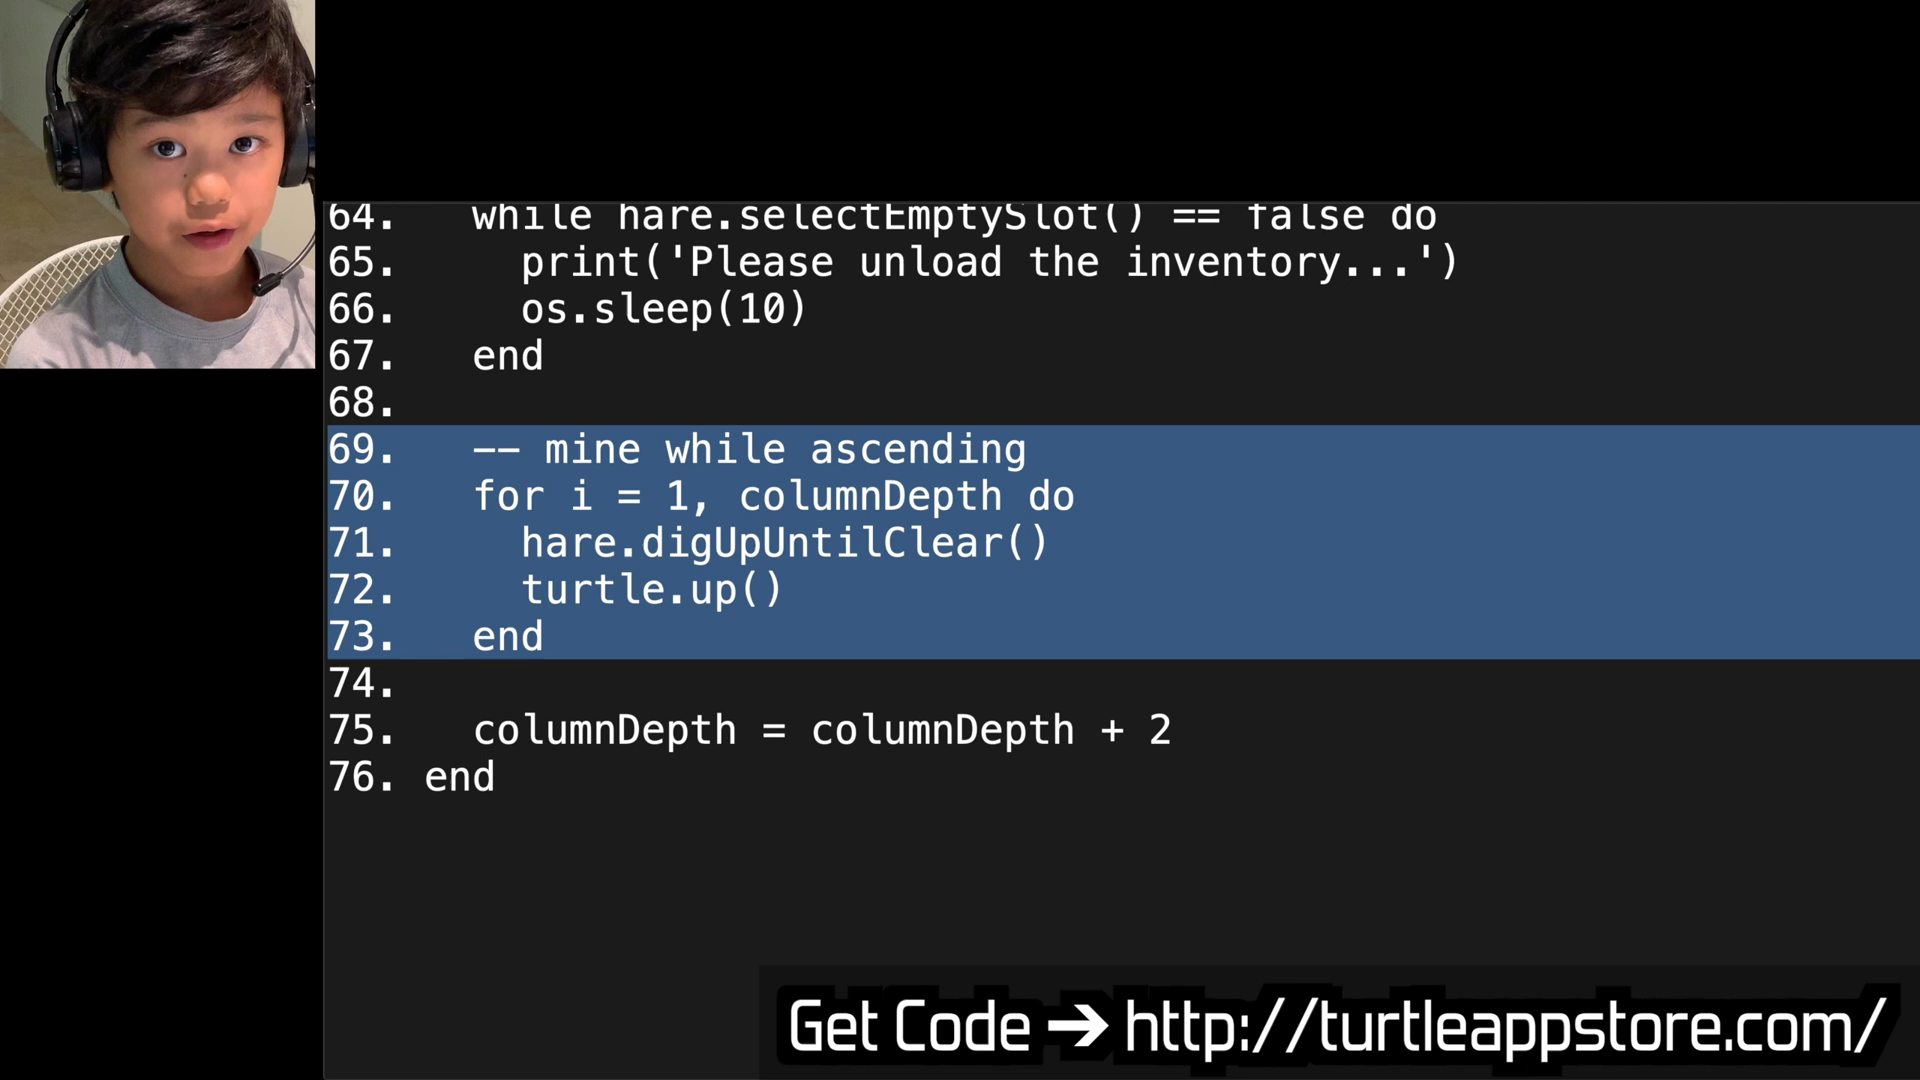 64. while hare.selectEmptySlot() == false do
65. print('Please unload the inventory...')
66. os.sleep(10)
67. end
68.
69. -- mine while ascending
70. for i = 1, columnDepth do
71. hare.digUpUntilClear()
72. turtle.up()
73. end
74.
75. columnDepth = columnDepth + 2
76. end
Get Code ➔ http://turtleappstore.com/